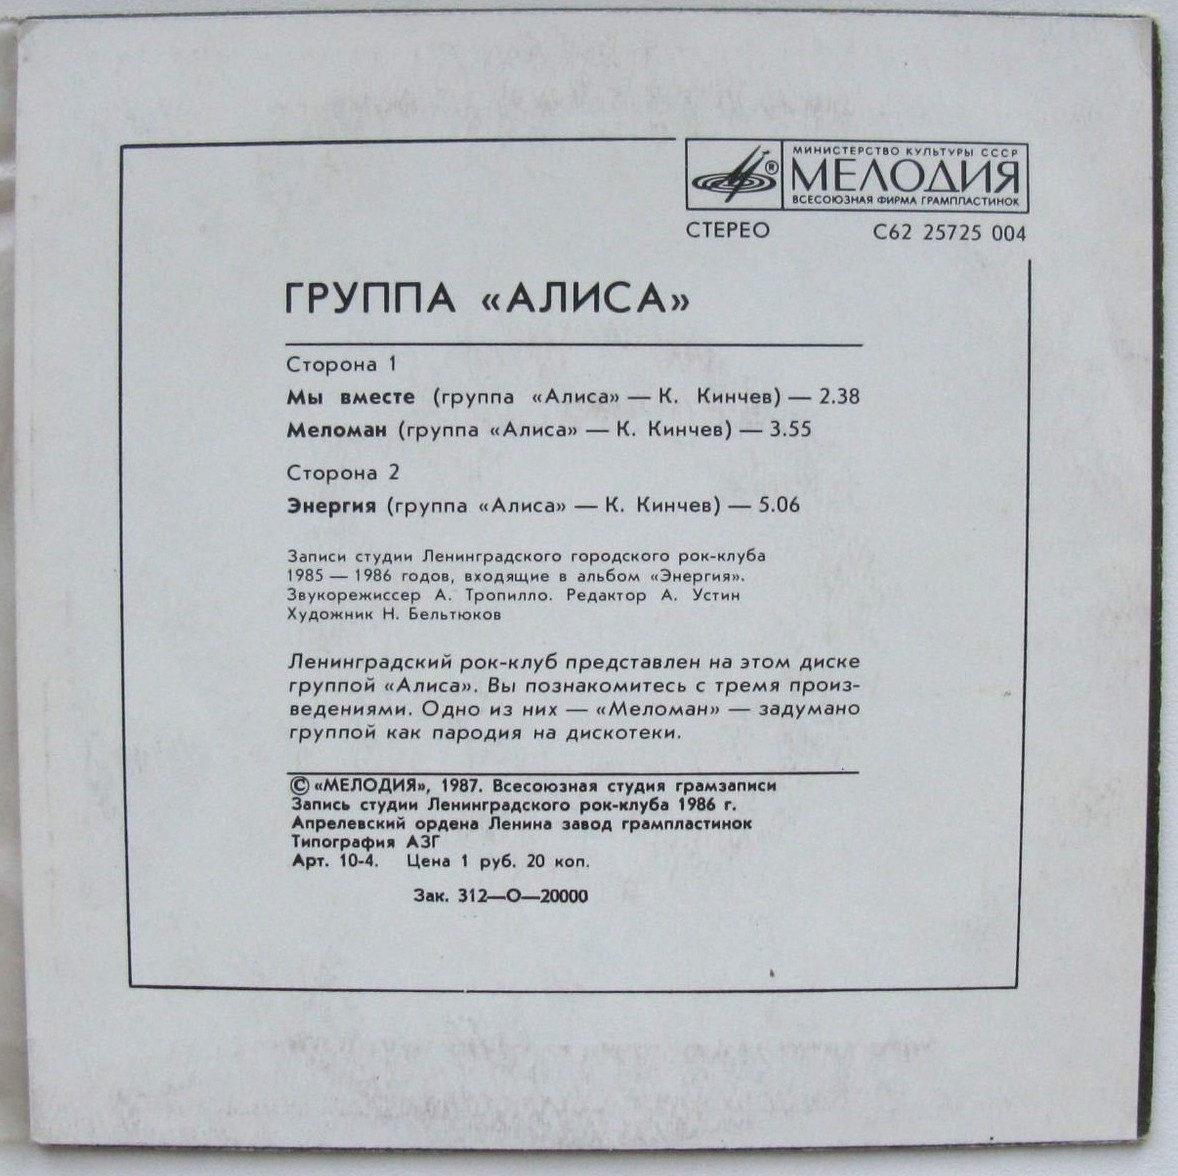 МИНИСТЕРСТВО КУЛЬТУРЫ СССР
МЕЛОДИЯ
®
ВСЕСОЮЗНАЯ ФИРМА ГРАМПЛАСТИНОК
СТЕРЕО С62 25725 004
ГРУППА «АЛИСА»
Сторона 1
Мы вместе (группа «Алиса» — К. Кинчев) — 2.38
Меломан (группа «Алиса» — К. Кинчев) — 3.55
Сторона 2
Энергия (группа «Алиса» — К. Кинчев) — 5.06
Записи студии Ленинградского городского рок-клуба
1985 — 1986 годов, входящие в альбом «Энергия».
Звукорежиссер А. Тропилло. Редактор А. Устин
Художник Н. Бельтюков
Ленинградский рок-клуб представлен на этом диске
группой «Алиса». Вы познакомитесь с тремя произ-
ведениями. Одно из них — «Меломан» — задумано
группой как пародия на дискотеки.
© «МЕЛОДИЯ», 1987. Всесоюзная студия грамзаписи
Запись студии Ленинградского рок-клуба 1986 г.
Апрелевский ордена Ленина завод грампластинок
Типография АЗГ
Арт. 10-4. Цена 1 руб. 20 коп.
Зак. 312—О—20000